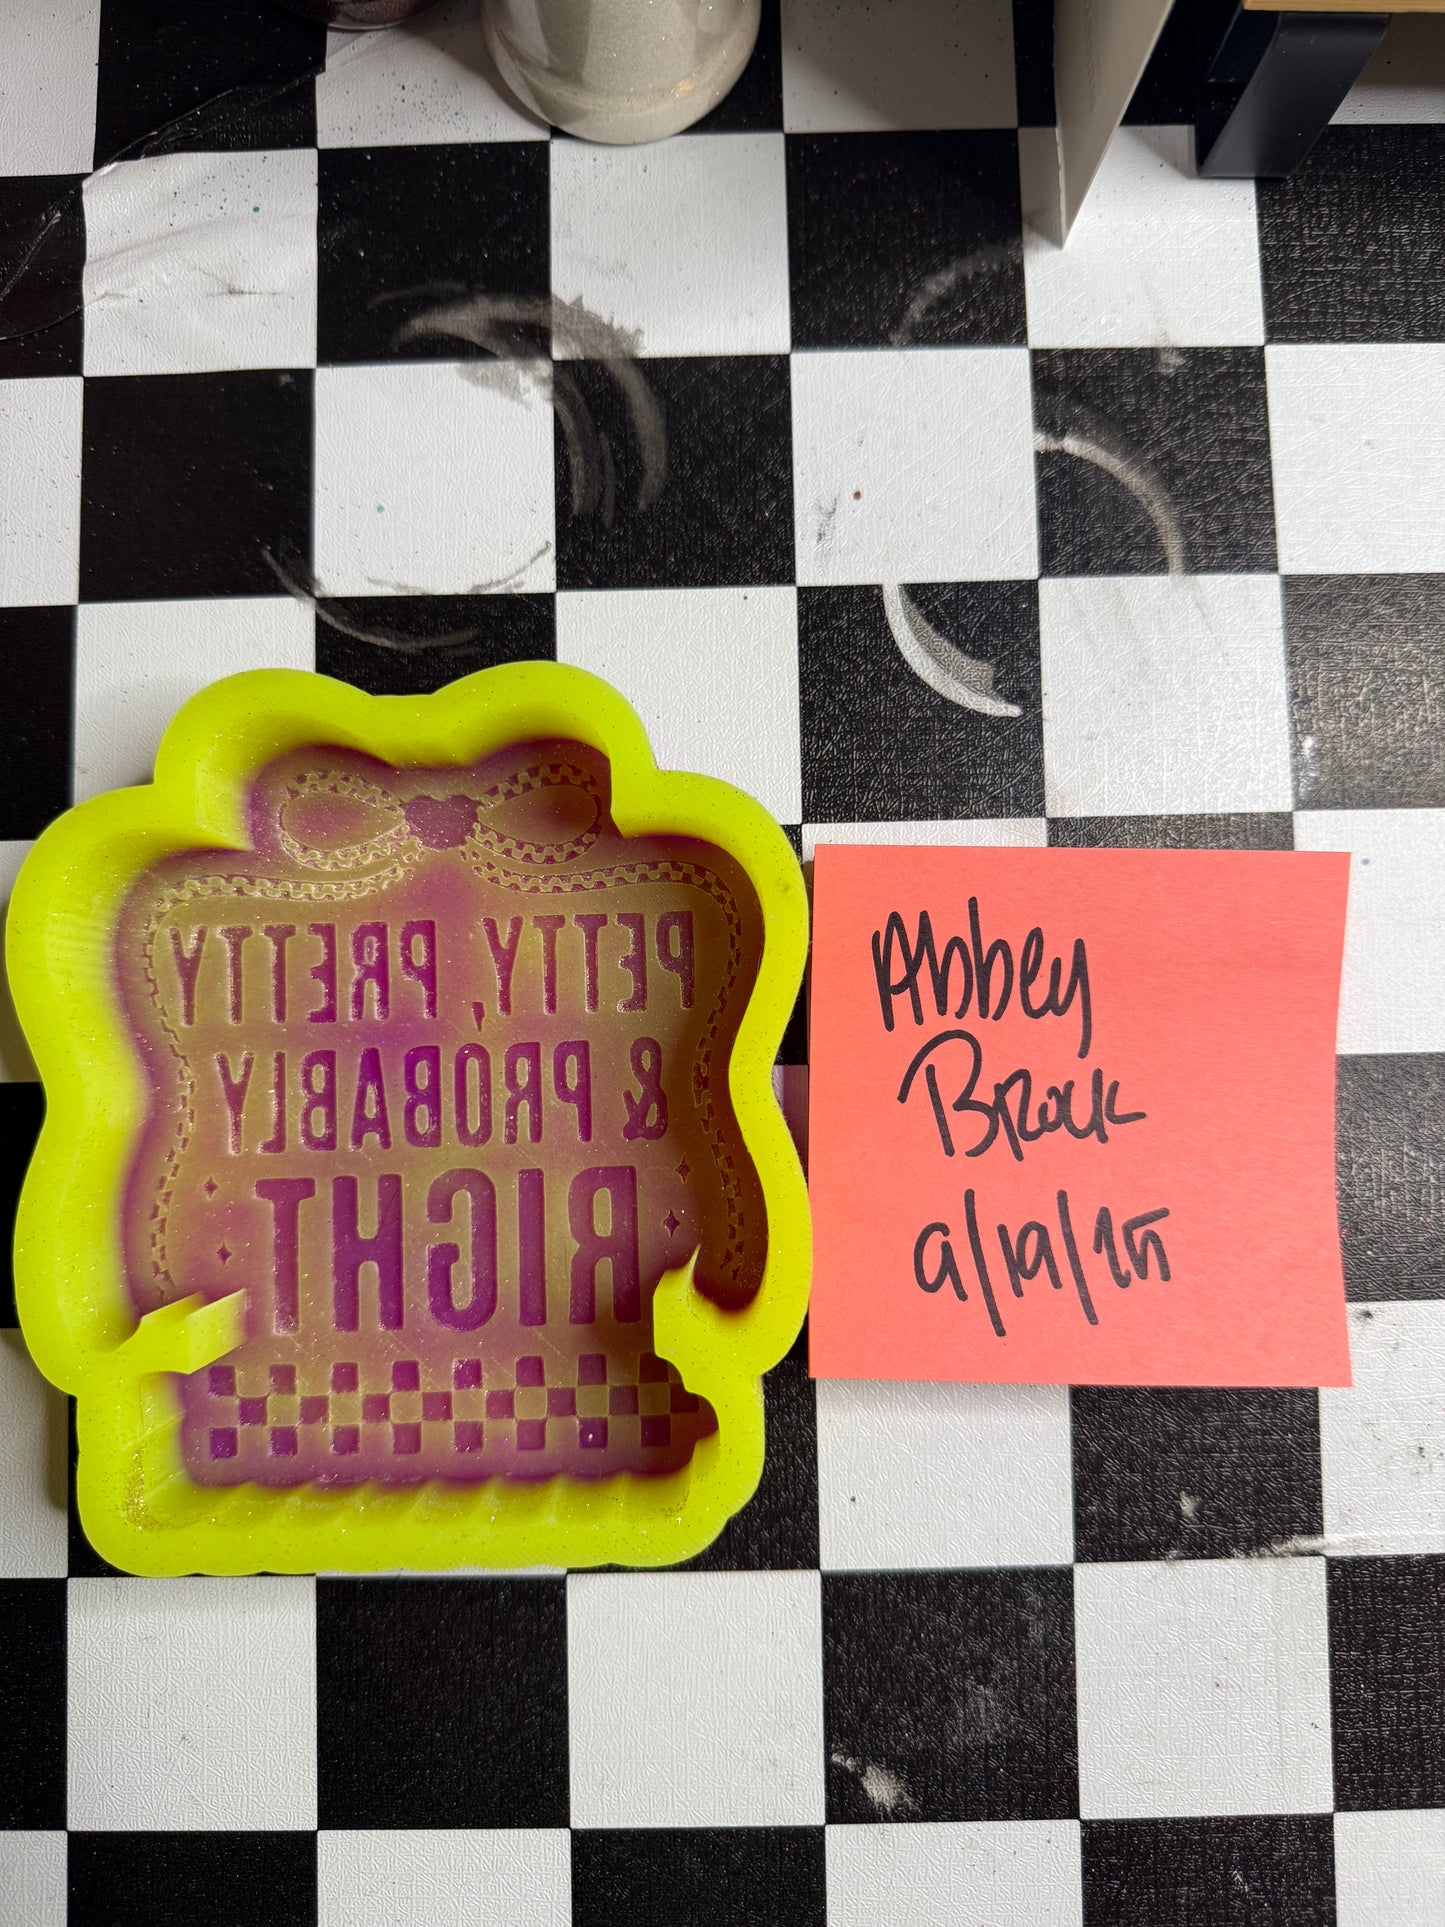 PETTY, PRETTY
& PROBABLY
RIGHT
Abbey
Brock
9/19/25